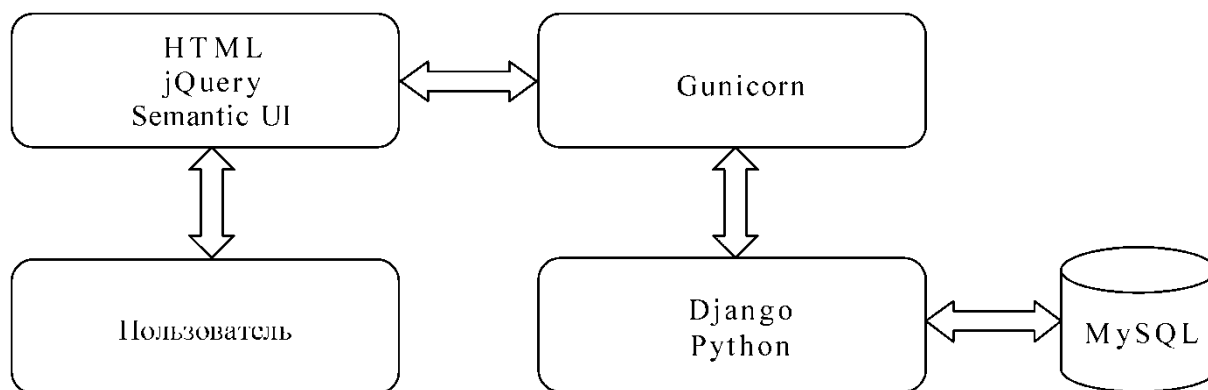 HTML
jQuery
Semantic UI
Gunicorn
Пользователь
Django
Python
MySQL